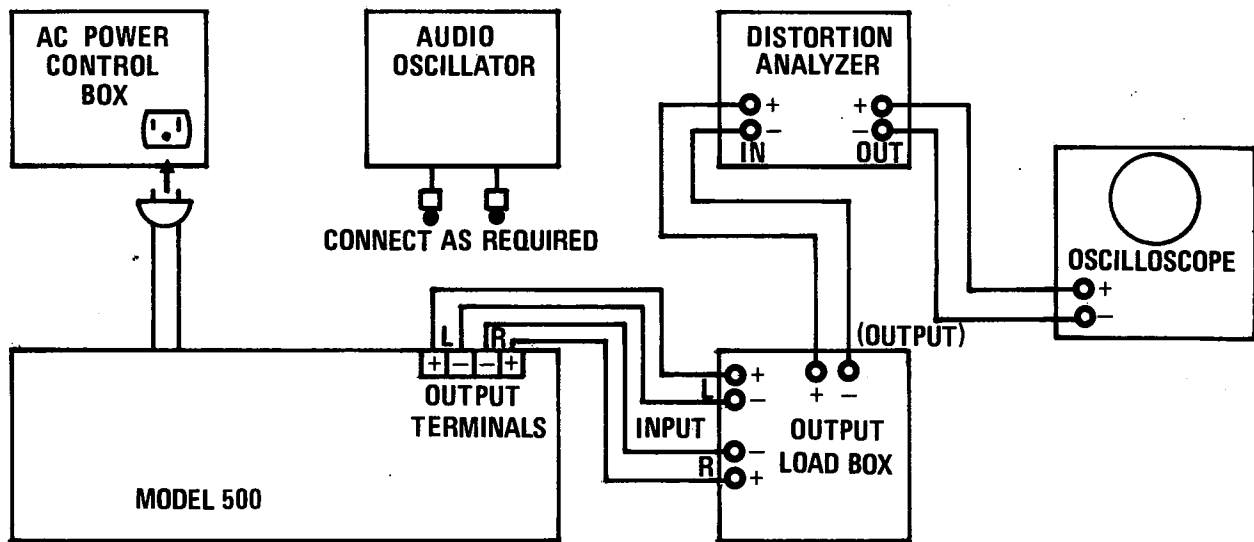 AC POWER
CONTROL
BOX
AUDIO
OSCILLATOR
CONNECT AS REQUIRED
DISTORTION
ANALYZER
+ +
− −
IN OUT
OSCILLOSCOPE
+
−
L R
+ − − +
OUTPUT
TERMINALS
MODEL 500
INPUT
(OUTPUT)
+ −
L
+
−
R
−
+
OUTPUT
LOAD BOX